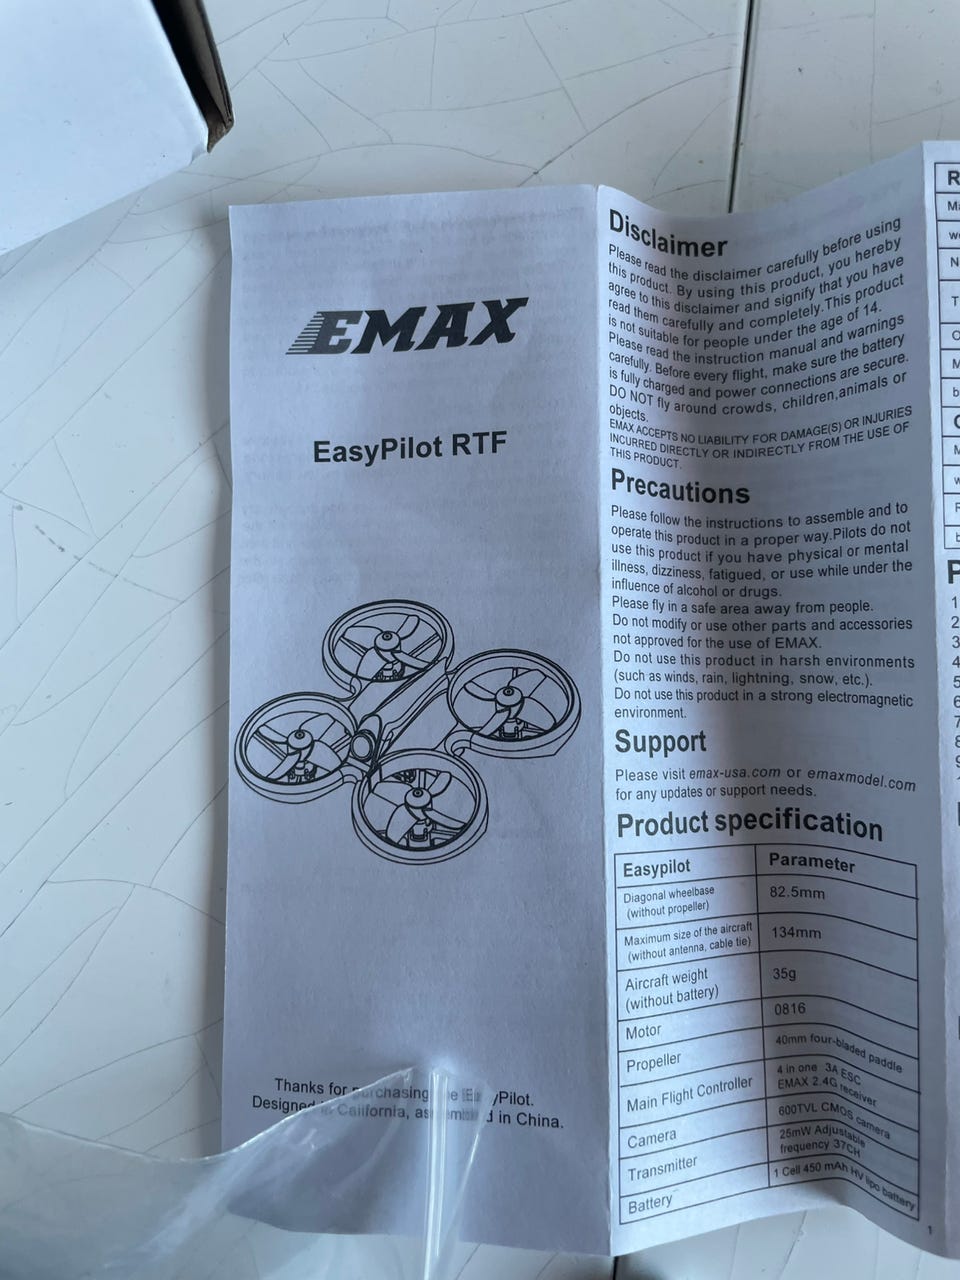 EMAX
EasyPilot RTF
Thanks for purchasing the EasyPilot.
Designed in California, assembled in China.
Disclaimer
Please read the disclaimer carefully before using
this product. By using this product, you hereby
agree to this disclaimer and signify that you have
read them carefully and completely.This product
is not suitable for people under the age of 14.
Please read the instruction manual and warnings
carefully. Before every flight, make sure the battery
is fully charged and power connections are secure.
DO NOT fly around crowds, children,animals or
objects.
EMAX ACCEPTS NO LIABILITY FOR DAMAGE(S) OR INJURIES
INCURRED DIRECTLY OR INDIRECTLY FROM THE USE OF
THIS PRODUCT.
Precautions
Please follow the instructions to assemble and to
operate this product in a proper way.Pilots do not
use this product if you have physical or mental
illness, dizziness, fatigued, or use while under the
influence of alcohol or drugs.
Please fly in a safe area away from people.
Do not modify or use other parts and accessories
not approved for the use of EMAX.
Do not use this product in harsh environments
(such as winds, rain, lightning, snow, etc.).
Do not use this product in a strong electromagnetic
environment.
Support
Please visit emax-usa.com or emaxmodel.com
for any updates or support needs.
Product specification
Easypilot Parameter
Diagonal wheelbase
(without propeller) 82.5mm
Maximum size of the aircraft
(without antenna, cable tie) 134mm
Aircraft weight
(without battery) 35g
Motor 0816
Propeller 40mm four-bladed paddle
Main Flight Controller 4 in one 3A ESC
EMAX 2.4G receiver
Camera 600TVL CMOS camera
Transmitter 25mW Adjustable
frequency 37CH
Battery 1 Cell 450 mAh HV lipo battery
1